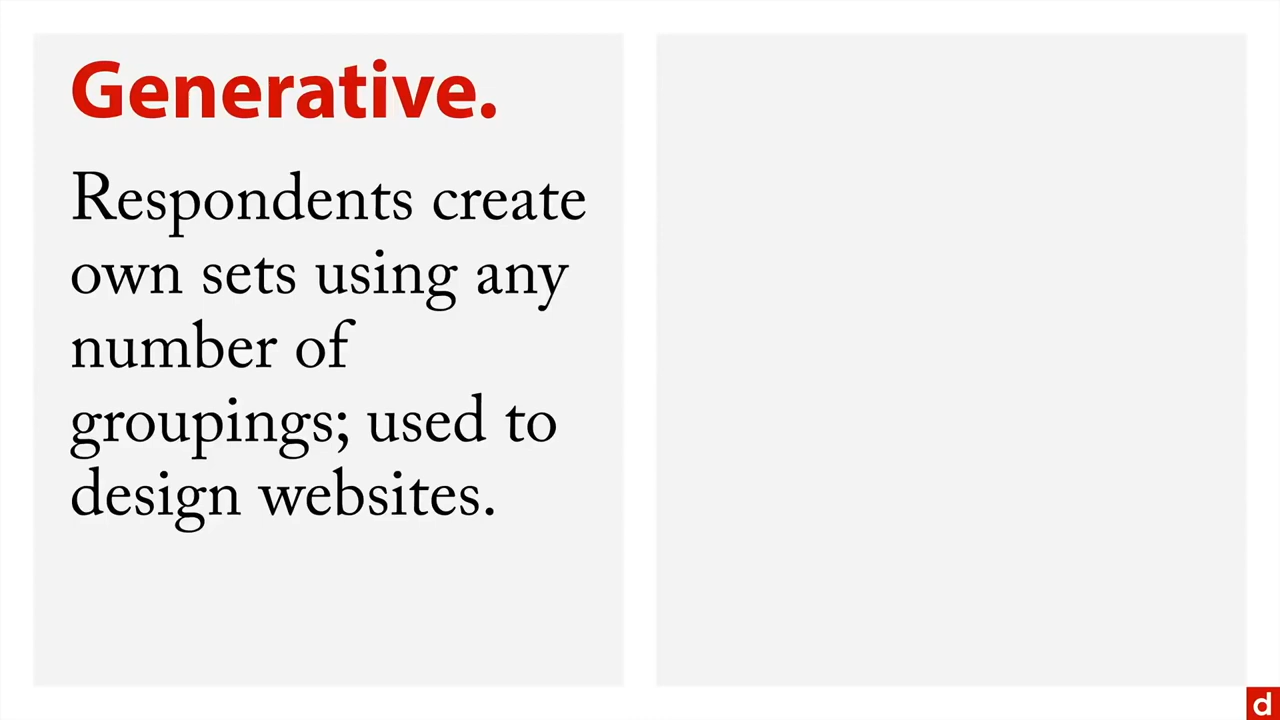 Generative.
Respondents create
own sets using any
number of
groupings; used to
design websites.
d